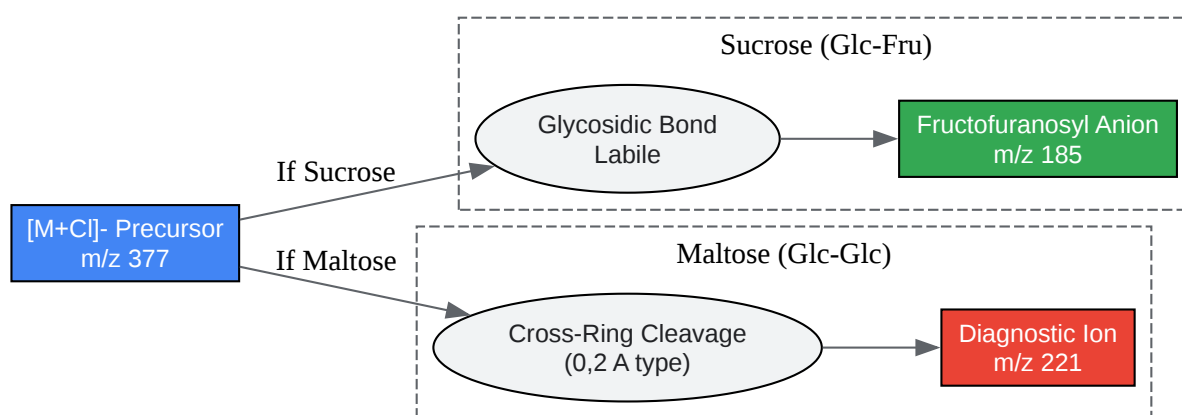 Sucrose (Glc-Fru)
Glycosidic Bond
Labile
Fructofuranosyl Anion
m/z 185
If Sucrose
[M+Cl]- Precursor
m/z 377
If Maltose
Maltose (Glc-Glc)
Cross-Ring Cleavage
(0,2 A type)
Diagnostic Ion
m/z 221